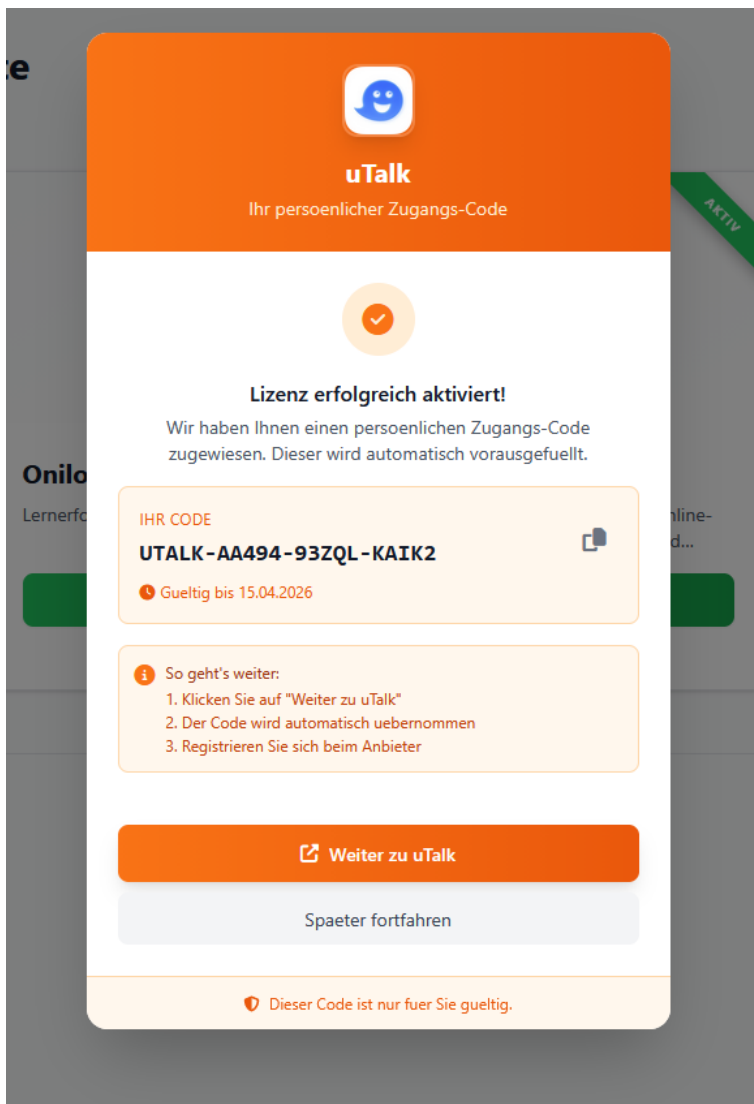 uTalk
Ihr persoenlicher Zugangs-Code
AKTIV
Lizenz erfolgreich aktiviert!
Wir haben Ihnen einen persoenlichen Zugangs-Code
zugewiesen. Dieser wird automatisch vorausgefuellt.
Onilo
IHR CODE
UTALK-AA494-93ZQL-KAIK2
Gueltig bis 15.04.2026
So geht's weiter:
1. Klicken Sie auf "Weiter zu uTalk"
2. Der Code wird automatisch uebernommen
3. Registrieren Sie sich beim Anbieter
Weiter zu uTalk
Spaeter fortfahren
Dieser Code ist nur fuer Sie gueltig.